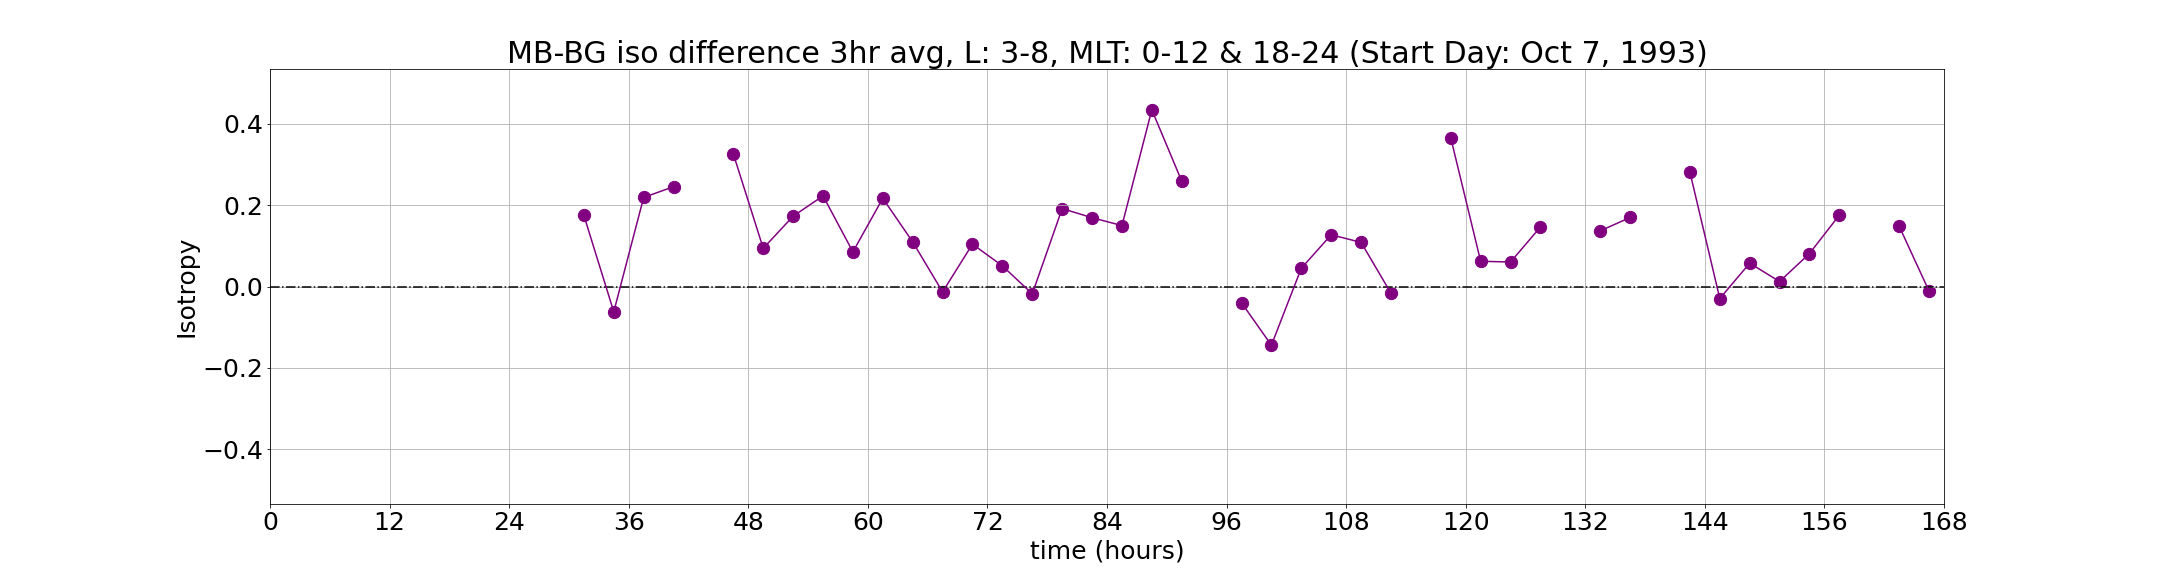 MB-BG iso difference 3hr avg, L: 3-8, MLT: 0-12 & 18-24 (Start Day: Oct 7, 1993)
Isotropy
0.4
0.2
0.0
−0.2
−0.4
0 12 24 36 48 60 72 84 96 108 120 132 144 156 168
time (hours)